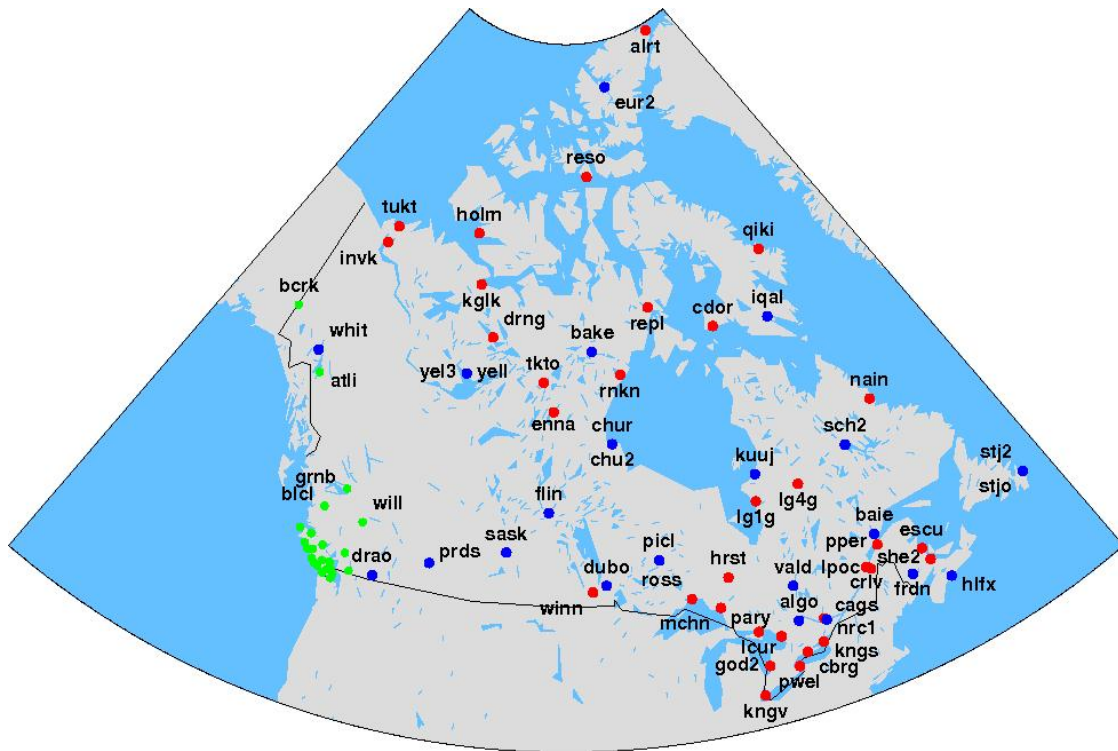 alrt
eur2
reso
tukt
holm
qiki
invk
bcrk
kglk
iqal
cdor
repl
drng
whit
bake
yel3
yell
tkto
atli
rnkn
nain
enna
chur
sch2
chu2
kuuj
stj2
grnb
stjo
blcl
lg4g
will
flin
lg1g
baie
escu
sask
pper
she2
picl
prds
drao
hrst
vald
lpoc
dubo
ross
crlv
frdn
hlfx
winn
algo
cags
mchn
pary
nrc1
lcur
kngs
god2
cbrg
pwel
kngv